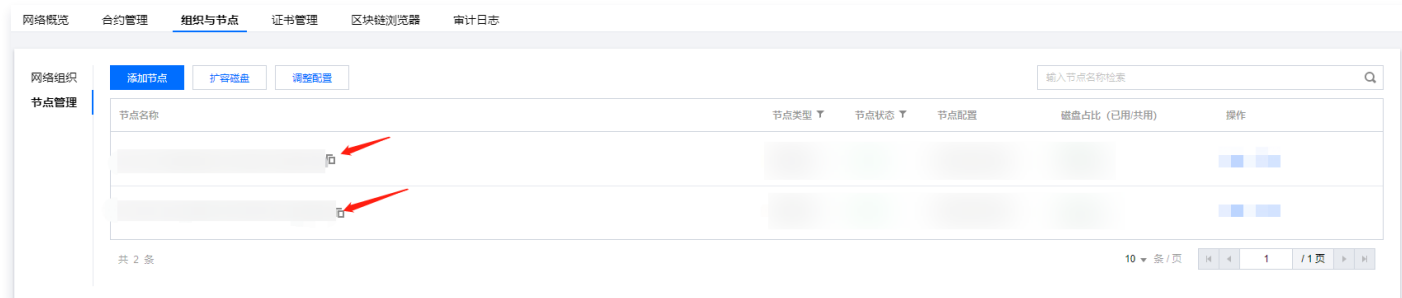 网络概览 合约管理 组织与节点 证书管理 区块链浏览器 审计日志
网络组织 添加节点 扩容磁盘 调整配置 输入节点名称检索
节点管理
节点名称 节点类型 节点状态 节点配置 磁盘占比 (已用/共用) 操作
共 2 条 10 条/页 1 /1页